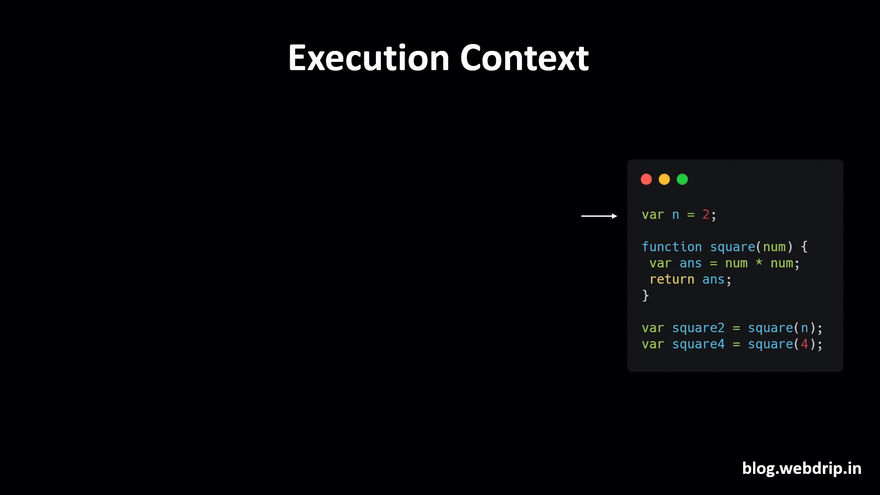 Execution Context
var n = 2;
function square(num) {
 var ans = num * num;
 return ans;
}
var square2 = square(n);
var square4 = square(4);
blog.webdrip.in